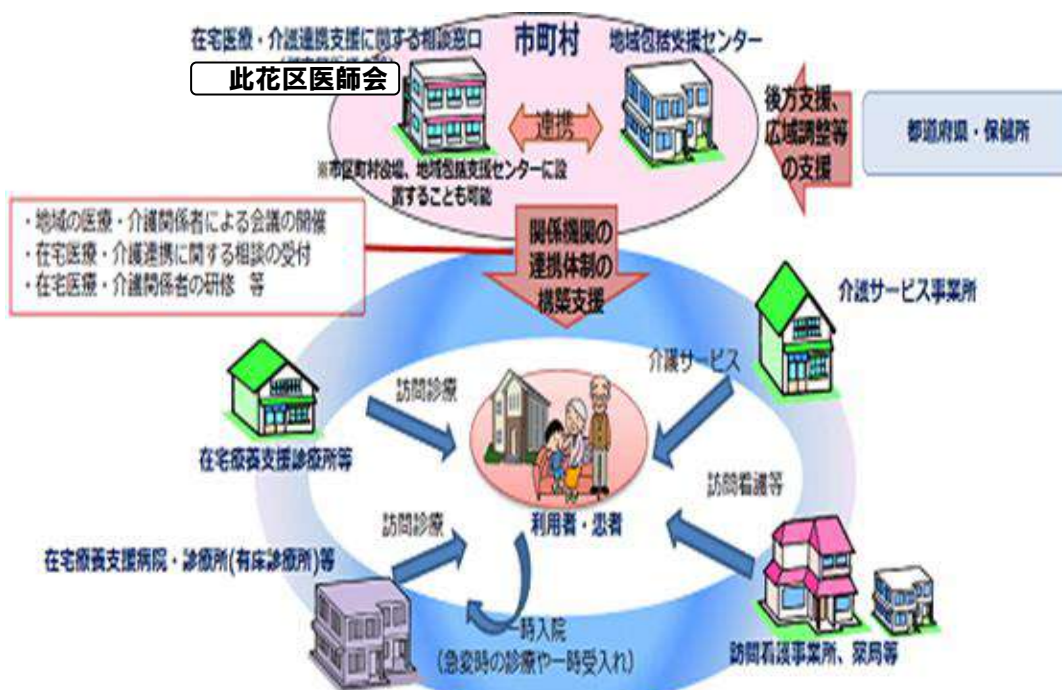 在宅医療・介護連携支援に関する相談窓口
此花区医師会
市町村
地域包括支援センター
連携
※市区町村役場、地域包括支援センターに設
置することも可能
後方支援、
広域調整等
の支援
都道府県・保健所
・地域の医療・介護関係者による会議の開催
・在宅医療・介護連携に関する相談の受付
・在宅医療・介護関係者の研修 等
関係機関の
連携体制の
構築支援
介護サービス事業所
訪問診療
介護サービス
在宅療養支援診療所等
訪問看護等
訪問診療
利用者・患者
在宅療養支援病院・診療所(有床診療所)等
一時入院
(急変時の診療や一時受入れ)
訪問看護事業所、薬局等